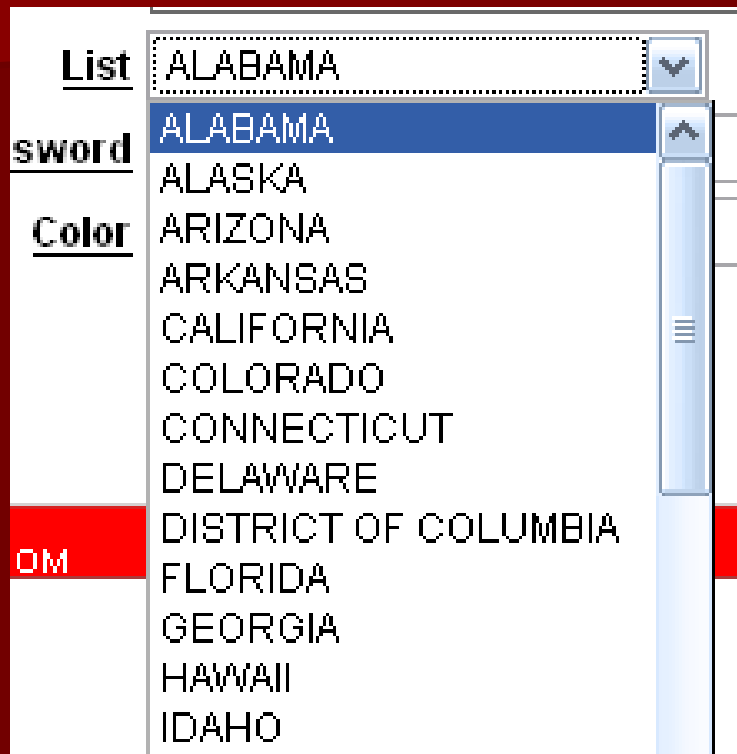 List ALABAMA
ALABAMA
sword
ALASKA
Color ARIZONA
ARKANSAS
CALIFORNIA
COLORADO
CONNECTICUT
DELAWARE
DISTRICT OF COLUMBIA
OM
FLORIDA
GEORGIA
HAWAII
IDAHO